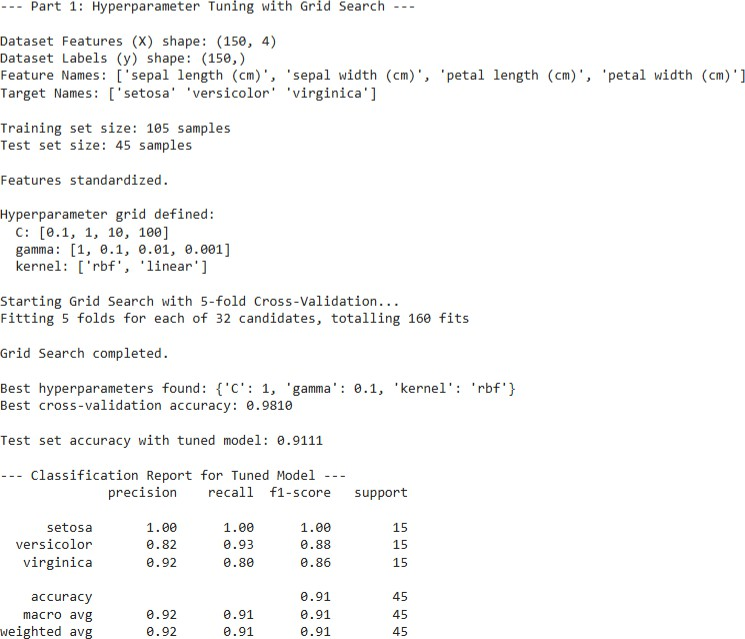 --- Part 1: Hyperparameter Tuning with Grid Search ---
Dataset Features (X) shape: (150, 4)
Dataset Labels (y) shape: (150,)
Feature Names: ['sepal length (cm)', 'sepal width (cm)', 'petal length (cm)', 'petal width (cm)']
Target Names: ['setosa' 'versicolor' 'virginica']
Training set size: 105 samples
Test set size: 45 samples
Features standardized.
Hyperparameter grid defined:
C: [0.1, 1, 10, 100]
gamma: [1, 0.1, 0.01, 0.001]
kernel: ['rbf', 'linear']
Starting Grid Search with 5-fold Cross-Validation...
Fitting 5 folds for each of 32 candidates, totalling 160 fits
Grid Search completed.
Best hyperparameters found: {'C': 1, 'gamma': 0.1, 'kernel': 'rbf'}
Best cross-validation accuracy: 0.9810
Test set accuracy with tuned model: 0.9111
--- Classification Report for Tuned Model ---
precision recall f1-score support
setosa 1.00 1.00 1.00 15
versicolor 0.82 0.93 0.88 15
virginica 0.92 0.80 0.86 15
accuracy 0.91 45
macro avg 0.92 0.91 0.91 45
weighted avg 0.92 0.91 0.91 45